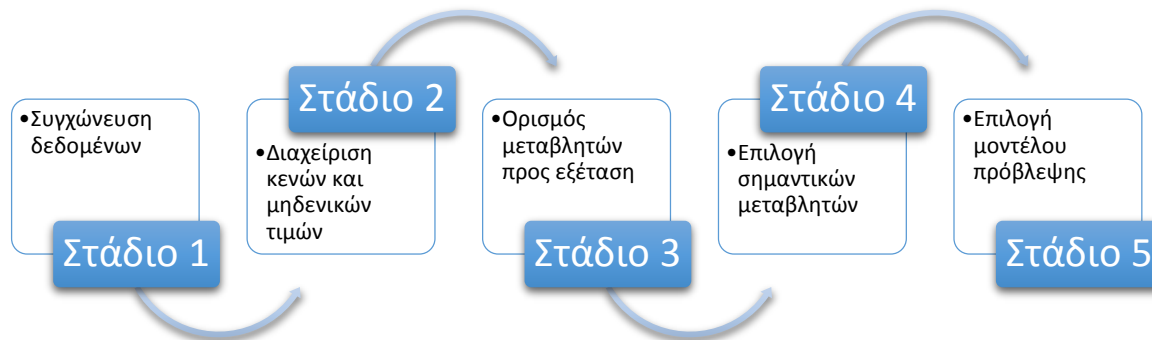 •Συγχώνευση
δεδομένων
Στάδιο 1
Στάδιο 2
•Διαχείριση
κενών και
μηδενικών
τιμών
•Ορισμός
μεταβλητών
προς εξέταση
Στάδιο 3
Στάδιο 4
•Επιλογή
σημαντικών
μεταβλητών
•Επιλογή
μοντέλου
πρόβλεψης
Στάδιο 5